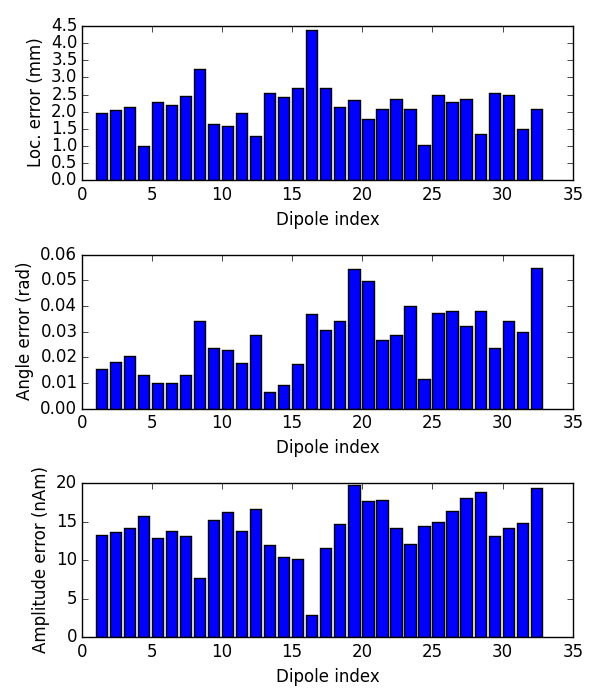 Loc. error (mm)
4.5
4.0
3.5
3.0
2.5
2.0
1.5
1.0
0.5
0.0
0 5 10 15 20 25 30 35
Dipole index
Angle error (rad)
0.06
0.05
0.04
0.03
0.02
0.01
0.00
0 5 10 15 20 25 30 35
Dipole index
Amplitude error (nAm)
20
15
10
5
0
0 5 10 15 20 25 30 35
Dipole index